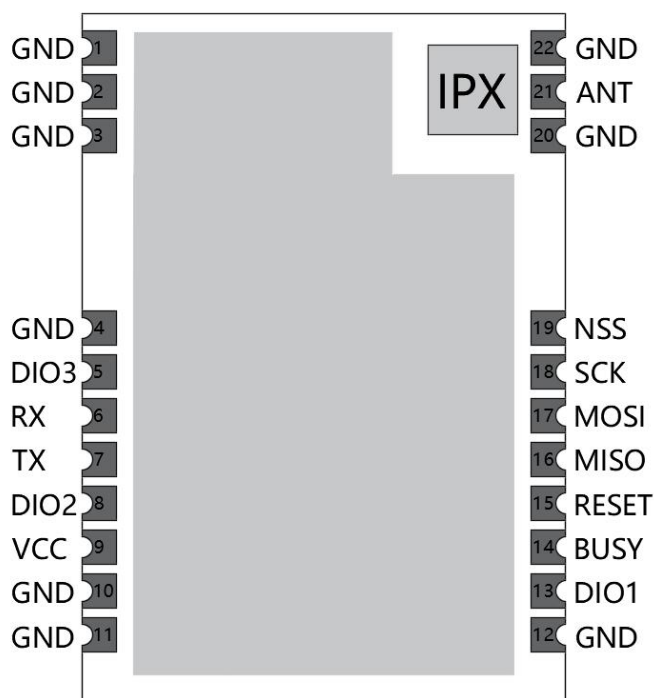 GND 1 22 GND
GND 2 IPX 21 ANT
GND 3 20 GND
GND 4 19 NSS
DIO3 5 18 SCK
RX 6 17 MOSI
TX 7 16 MISO
DIO2 8 15 RESET
VCC 9 14 BUSY
GND 10 13 DIO1
GND 11 12 GND